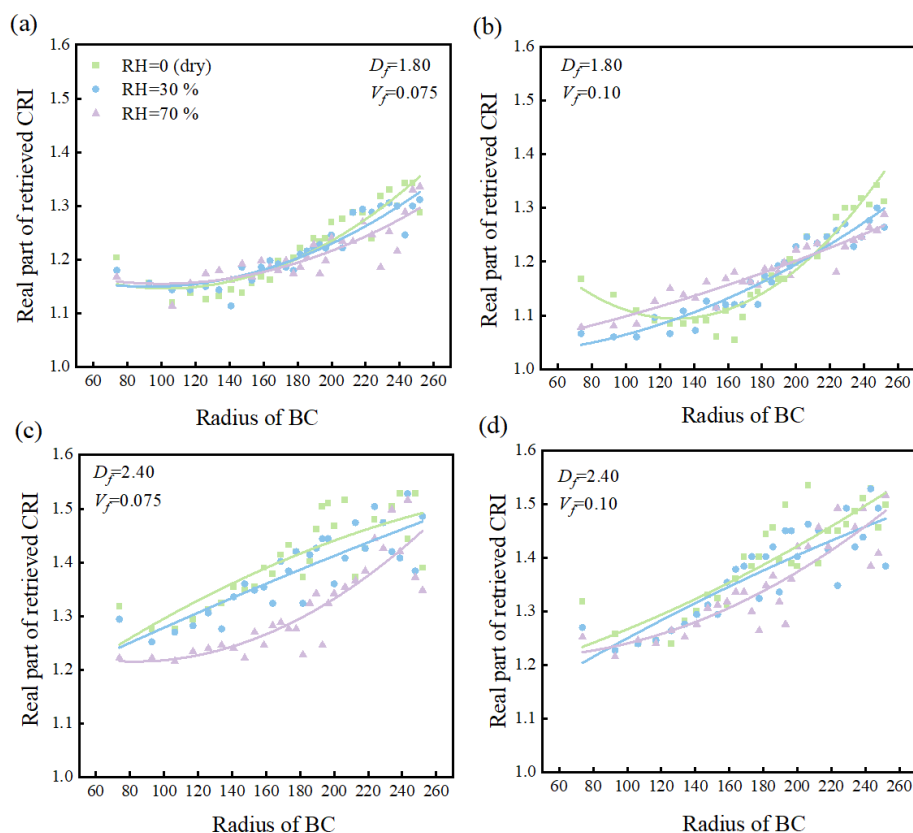 (a)
Real part of retrieved CRI
1.6
1.5
1.4
1.3
1.2
1.1
1.0
RH=0 (dry)
RH=30 %
RH=70 %
Df=1.80
Vf=0.075
60 80 100 120 140 160 180 200 220 240 260
Radius of BC
(b)
Real part of retrieved CRI
1.6
1.5
1.4
1.3
1.2
1.1
1.0
Df=1.80
Vf=0.10
60 80 100 120 140 160 180 200 220 240 260
Radius of BC
(c)
Real part of retrieved CRI
1.6
1.5
1.4
1.3
1.2
1.1
1.0
Df=2.40
Vf=0.075
60 80 100 120 140 160 180 200 220 240 260
Radius of BC
(d)
Real part of retrieved CRI
1.6
1.5
1.4
1.3
1.2
1.1
1.0
Df=2.40
Vf=0.10
60 80 100 120 140 160 180 200 220 240 260
Radius of BC